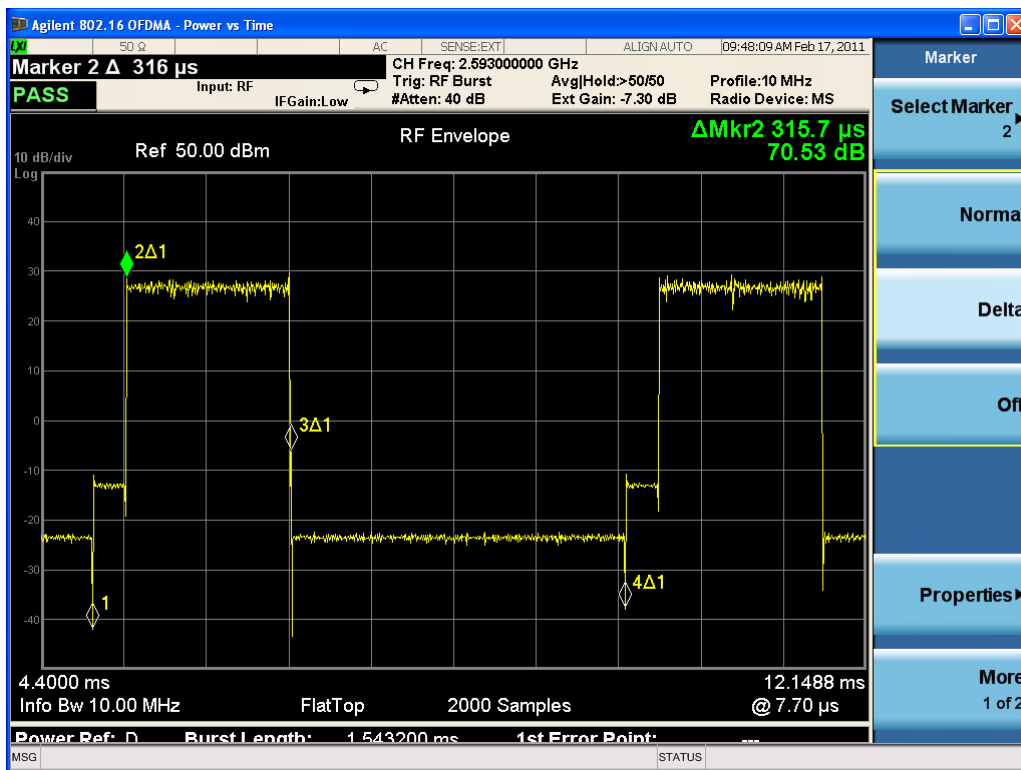 Agilent 802.16 OFDMA - Power vs Time
LXI 50 Ω AC SENSE:EXT ALIGN AUTO 09:48:09 AM Feb 17, 2011
Marker 2 Δ 316 µs
CH Freq: 2.593000000 GHz
Input: RF Trig: RF Burst Avg|Hold:>50/50 Profile:10 MHz
PASS IFGain:Low #Atten: 40 dB Ext Gain: -7.30 dB Radio Device: MS
ΔMkr2 315.7 µs
RF Envelope
70.53 dB
10 dB/div Ref 50.00 dBm
Log
40
30
20
10
0
-10
-20
-30
-40
2Δ1
3Δ1
1
4Δ1
4.4000 ms 12.1488 ms
Info Bw 10.00 MHz FlatTop 2000 Samples @ 7.70 µs
Power Ref: D Burst Length: 1.543200 ms 1st Error Point: ---
MSG STATUS
Marker
Select Marker
2
Norma
Delta
Off
Properties
More
1 of 2